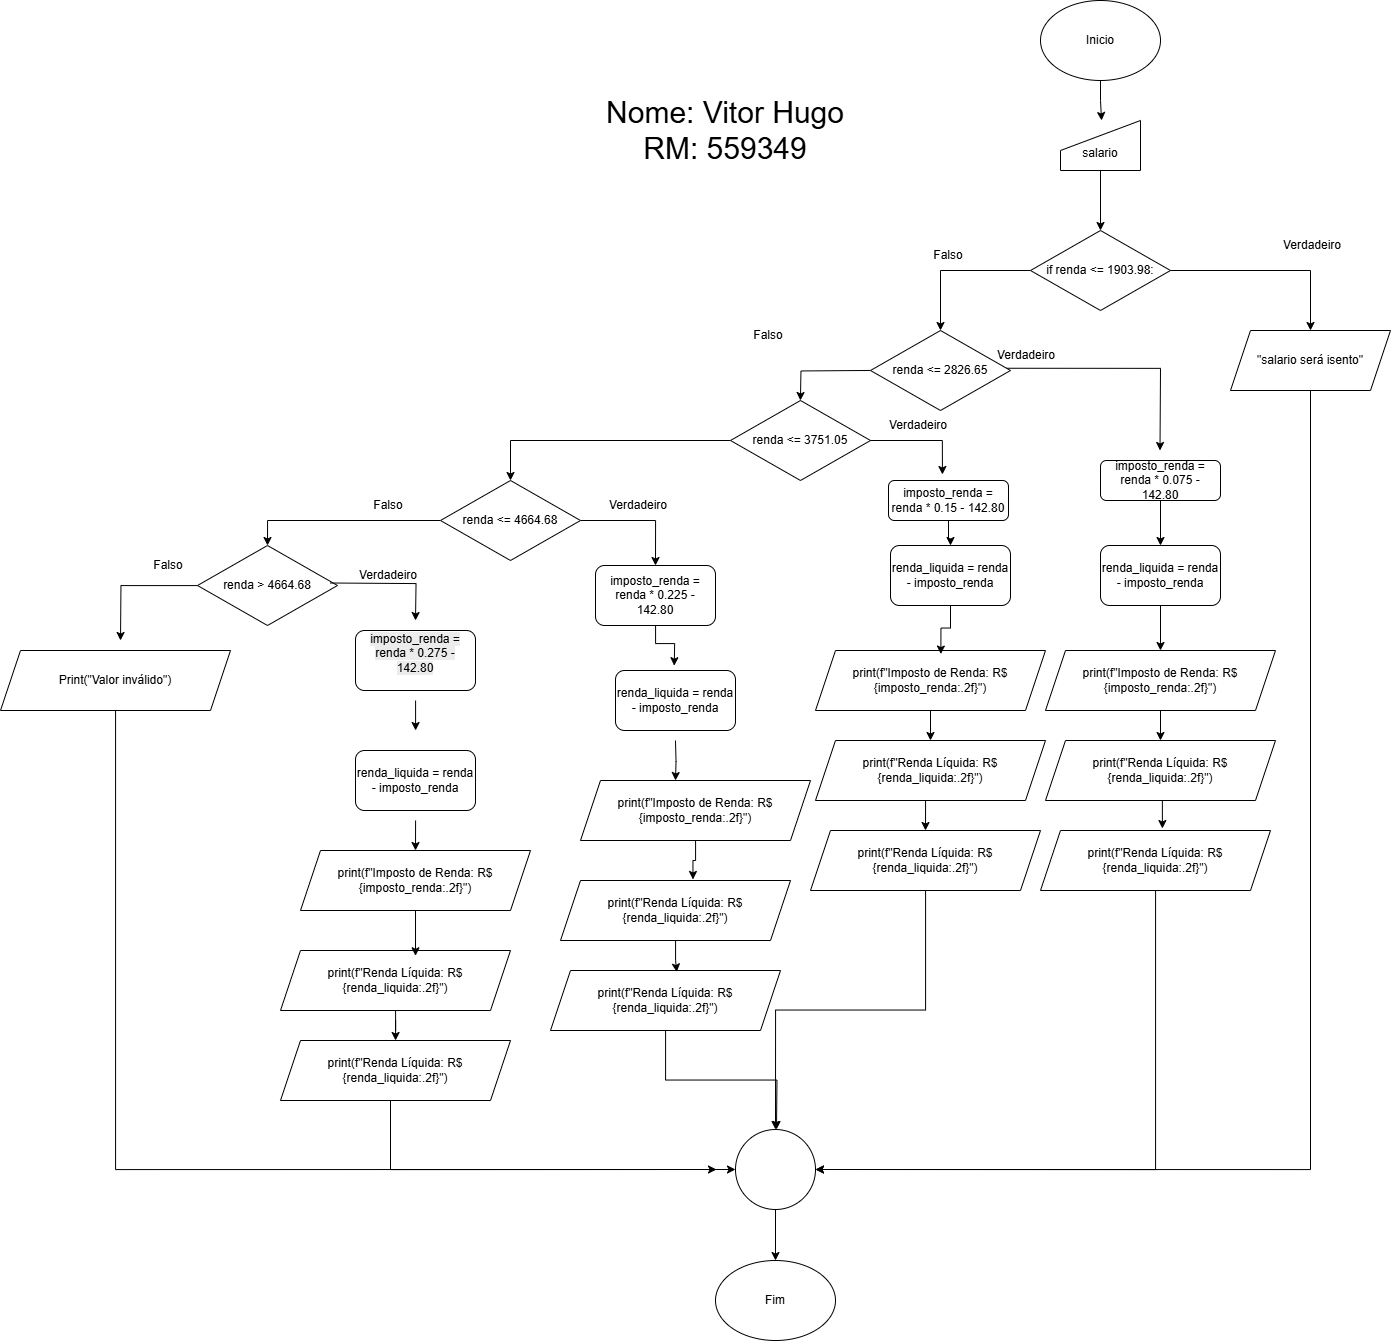 Inicio
Nome: Vitor Hugo
RM: 559349
salario
Verdadeiro
Falso
if renda <= 1903.98:
Falso
Verdadeiro
"salario será isento"
renda <= 2826.65
Verdadeiro
renda <= 3751.05
imposto_renda =
renda * 0.075 -
142.80
Falso
Verdadeiro
imposto_renda =
renda * 0.15 - 142.80
renda <= 4664.68
Falso
Verdadeiro
renda_liquida = renda
- imposto_renda
renda_liquida = renda
- imposto_renda
renda > 4664.68
imposto_renda =
renda * 0.225 -
142.80
imposto_renda =
renda * 0.275 -
142.80
Print("Valor inválido")
print(f"Imposto de Renda: R$
{imposto_renda:.2f}")
print(f"Imposto de Renda: R$
{imposto_renda:.2f}")
renda_liquida = renda
- imposto_renda
renda_liquida = renda
- imposto_renda
print(f"Renda Líquida: R$
{renda_liquida:.2f}")
print(f"Renda Líquida: R$
{renda_liquida:.2f}")
print(f"Imposto de Renda: R$
{imposto_renda:.2f}")
print(f"Renda Líquida: R$
{renda_liquida:.2f}")
print(f"Renda Líquida: R$
{renda_liquida:.2f}")
print(f"Imposto de Renda: R$
{imposto_renda:.2f}")
print(f"Renda Líquida: R$
{renda_liquida:.2f}")
print(f"Renda Líquida: R$
{renda_liquida:.2f}")
print(f"Renda Líquida: R$
{renda_liquida:.2f}")
print(f"Renda Líquida: R$
{renda_liquida:.2f}")
Fim